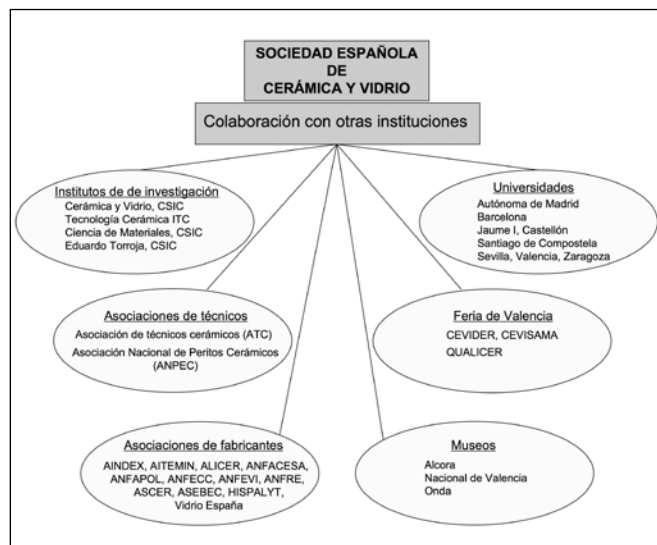 SOCIEDAD ESPAÑOLA
DE
CERÁMICA Y VIDRIO
Colaboración con otras instituciones
Institutos de de investigación
Cerámica y Vidrio, CSIC
Tecnología Cerámica ITC
Ciencia de Materiales, CSIC
Eduardo Torroja, CSIC
Universidades
Autónoma de Madrid
Barcelona
Jaume I, Castellón
Santiago de Compostela
Sevilla, Valencia, Zaragoza
Asociaciones de técnicos
Asociación de técnicos cerámicos (ATC)
Asociación Nacional de Peritos Cerámicos
(ANPEC)
Feria de Valencia
CEVIDER, CEVISAMA
QUALICER
Asociaciones de fabricantes
AINDEX, AITEMIN, ALICER, ANFACESA,
ANFAPOL, ANFECC, ANFEVI, ANFRE,
ASCER, ASEBEC, HISPALYT,
Vidrio España
Museos
Alcora
Nacional de Valencia
Onda